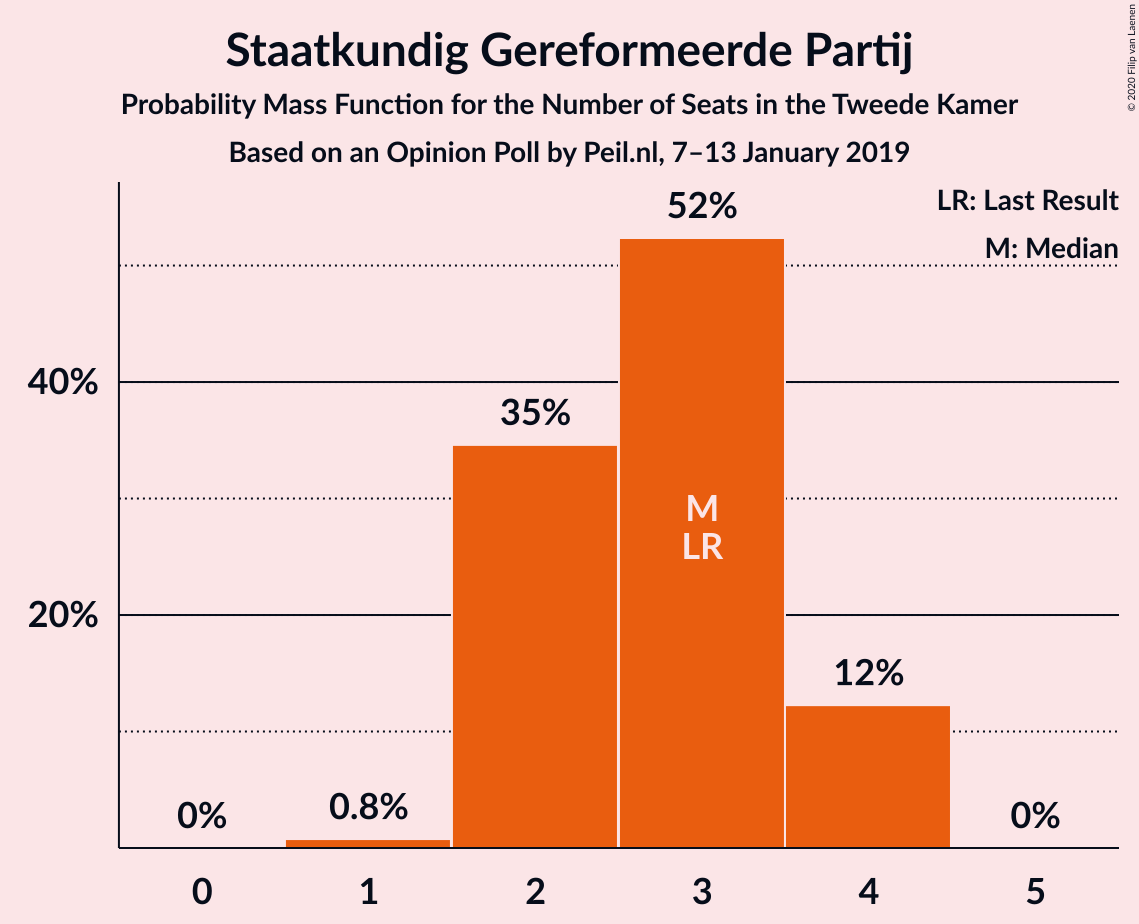 Staatkundig Gereformeerde Partij
Probability Mass Function for the Number of Seats in the Tweede Kamer
Based on an Opinion Poll by Peil.nl, 7–13 January 2019
© 2020 Filip van Laenen
LR: Last Result
M: Median
52%
40%
35%
M
LR
20%
12%
0%
0.8%
0%
0
1
2
3
4
5